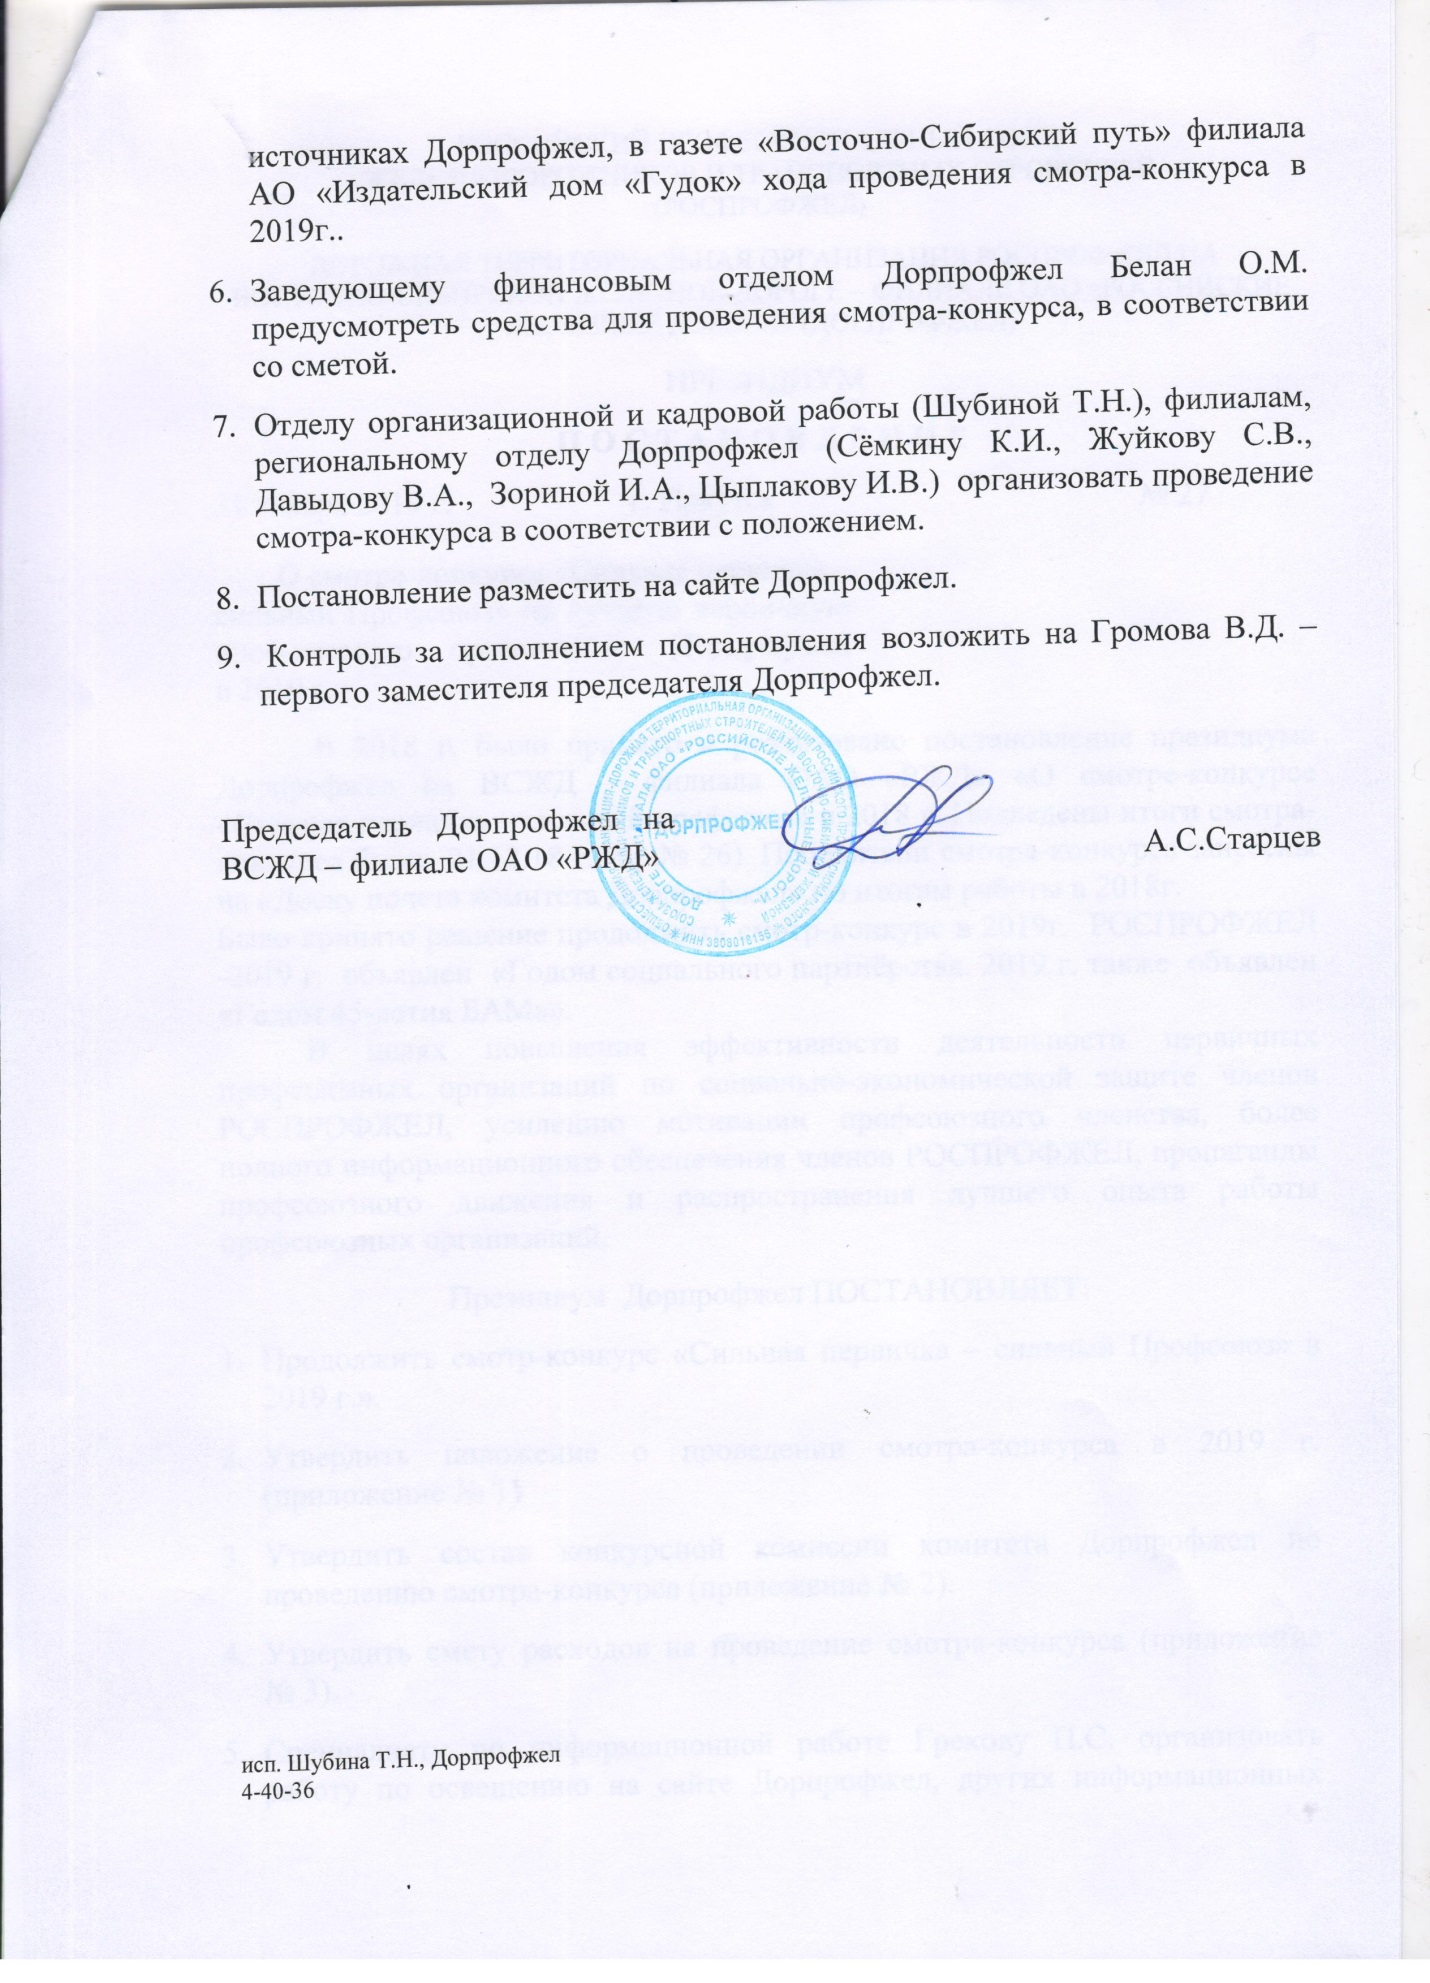 источниках Дорпрофжел, в газете «Восточно-Сибирский путь» филиала
АО «Издательский дом «Гудок» хода проведения смотра-конкурса в
2019г..
6. Заведующему финансовым отделом Дорпрофжел Белан О.М.
предусмотреть средства для проведения смотра-конкурса, в соответствии
со сметой.
7. Отделу организационной и кадровой работы (Шубиной Т.Н.), филиалам,
региональному отделу Дорпрофжел (Сёмкину К.И., Жуйкову С.В.,
Давыдову В.А., Зориной И.А., Цыплакову И.В.) организовать проведение
смотра-конкурса в соответствии с положением.
8. Постановление разместить на сайте Дорпрофжел.
9. Контроль за исполнением постановления возложить на Громова В.Д. –
первого заместителя председателя Дорпрофжел.
Председатель Дорпрофжел на
ВСЖД – филиале ОАО «РЖД»
ДОРПРОФЖЕЛ
А.С.Старцев
исп. Шубина Т.Н., Дорпрофжел
4-40-36